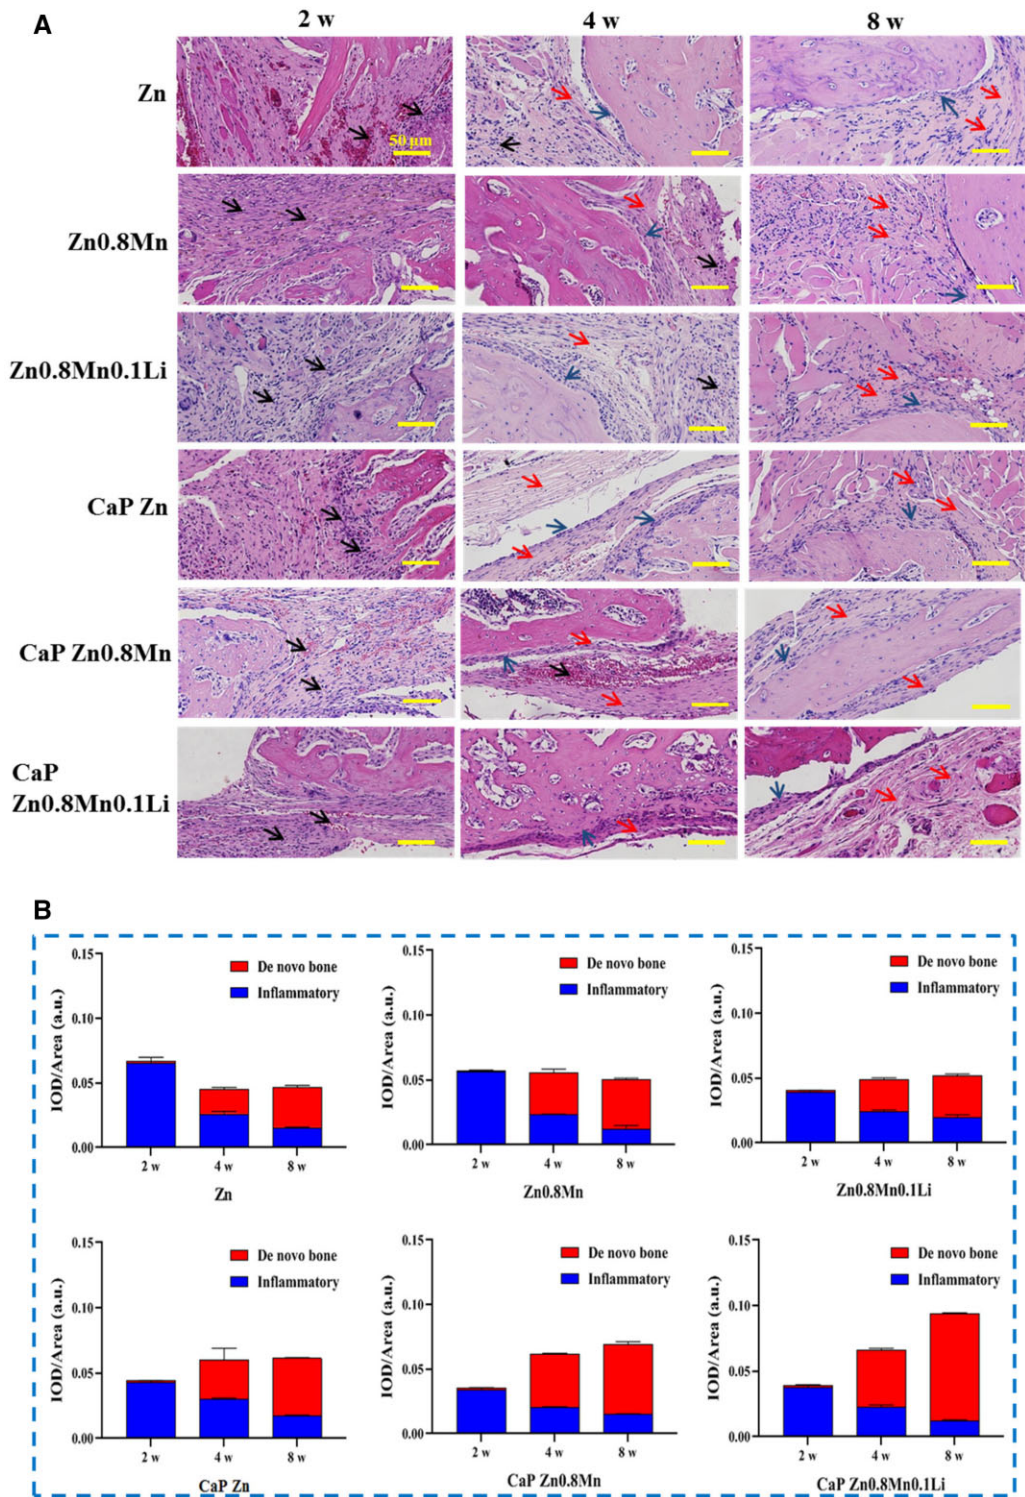 A
2 w
4 w
8 w
Zn
50 μm
Zn0.8Mn
Zn0.8Mn0.1Li
CaP Zn
CaP Zn0.8Mn
CaP
Zn0.8Mn0.1Li
B
0.15
0.10
0.05
0.00
IOD/Area (a.u.)
De novo bone
Inflammatory
2 w
4 w
8 w
Zn
0.15
0.10
0.05
0.00
IOD/Area (a.u.)
De novo bone
Inflammatory
2 w
4 w
8 w
Zn0.8Mn
0.15
0.10
0.05
0.00
IOD/Area (a.u.)
De novo bone
Inflammatory
2 w
4 w
8 w
Zn0.8Mn0.1Li
0.15
0.10
0.05
0.00
IOD/Area (a.u.)
De novo bone
Inflammatory
2 w
4 w
8 w
CaP Zn
0.15
0.10
0.05
0.00
IOD/Area (a.u.)
De novo bone
Inflammatory
2 w
4 w
8 w
CaP Zn0.8Mn
0.15
0.10
0.05
0.00
IOD/Area (a.u.)
De novo bone
Inflammatory
2 w
4 w
8 w
CaP Zn0.8Mn0.1Li